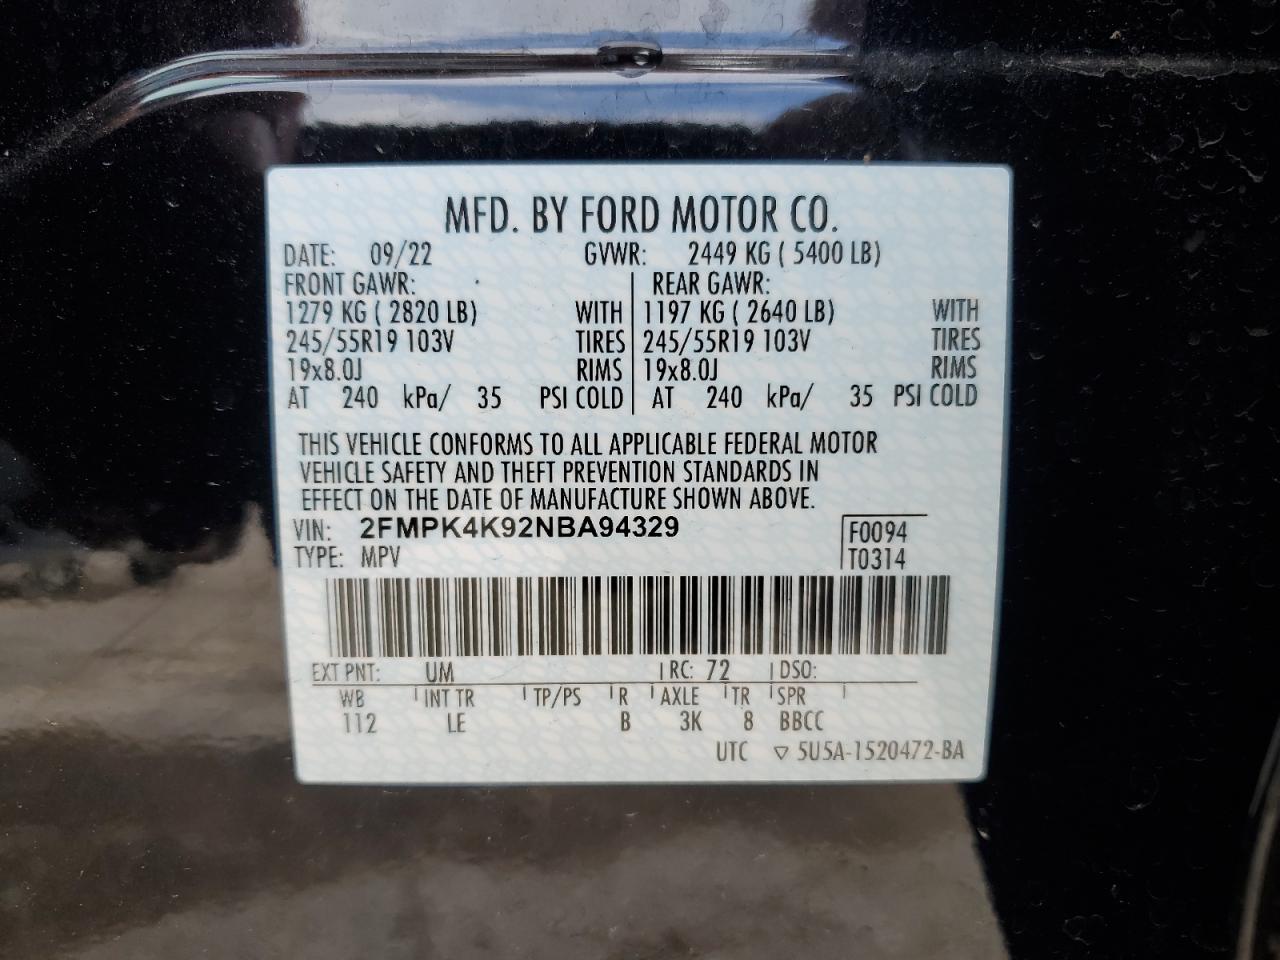 MFD. BY FORD MOTOR CO.
DATE: 09/22 GVWR: 2449 KG ( 5400 LB)
FRONT GAWR: REAR GAWR:
1279 KG ( 2820 LB) WITH 1197 KG ( 2640 LB) WITH
245/55R19 103V TIRES 245/55R19 103V TIRES
19x8.0J RIMS 19x8.0J RIMS
AT 240 kPa/ 35 PSI COLD AT 240 kPa/ 35 PSI COLD
THIS VEHICLE CONFORMS TO ALL APPLICABLE FEDERAL MOTOR
VEHICLE SAFETY AND THEFT PREVENTION STANDARDS IN
EFFECT ON THE DATE OF MANUFACTURE SHOWN ABOVE.
VIN: 2FMPK4K92NBA94329 F0094
TYPE: MPV T0314
EXT PNT: UM RC: 72 DSO:
WB INT TR TP/PS R AXLE TR SPR
112 LE B 3K 8 BBCC
UTC ▽ 5U5A-1520472-BA